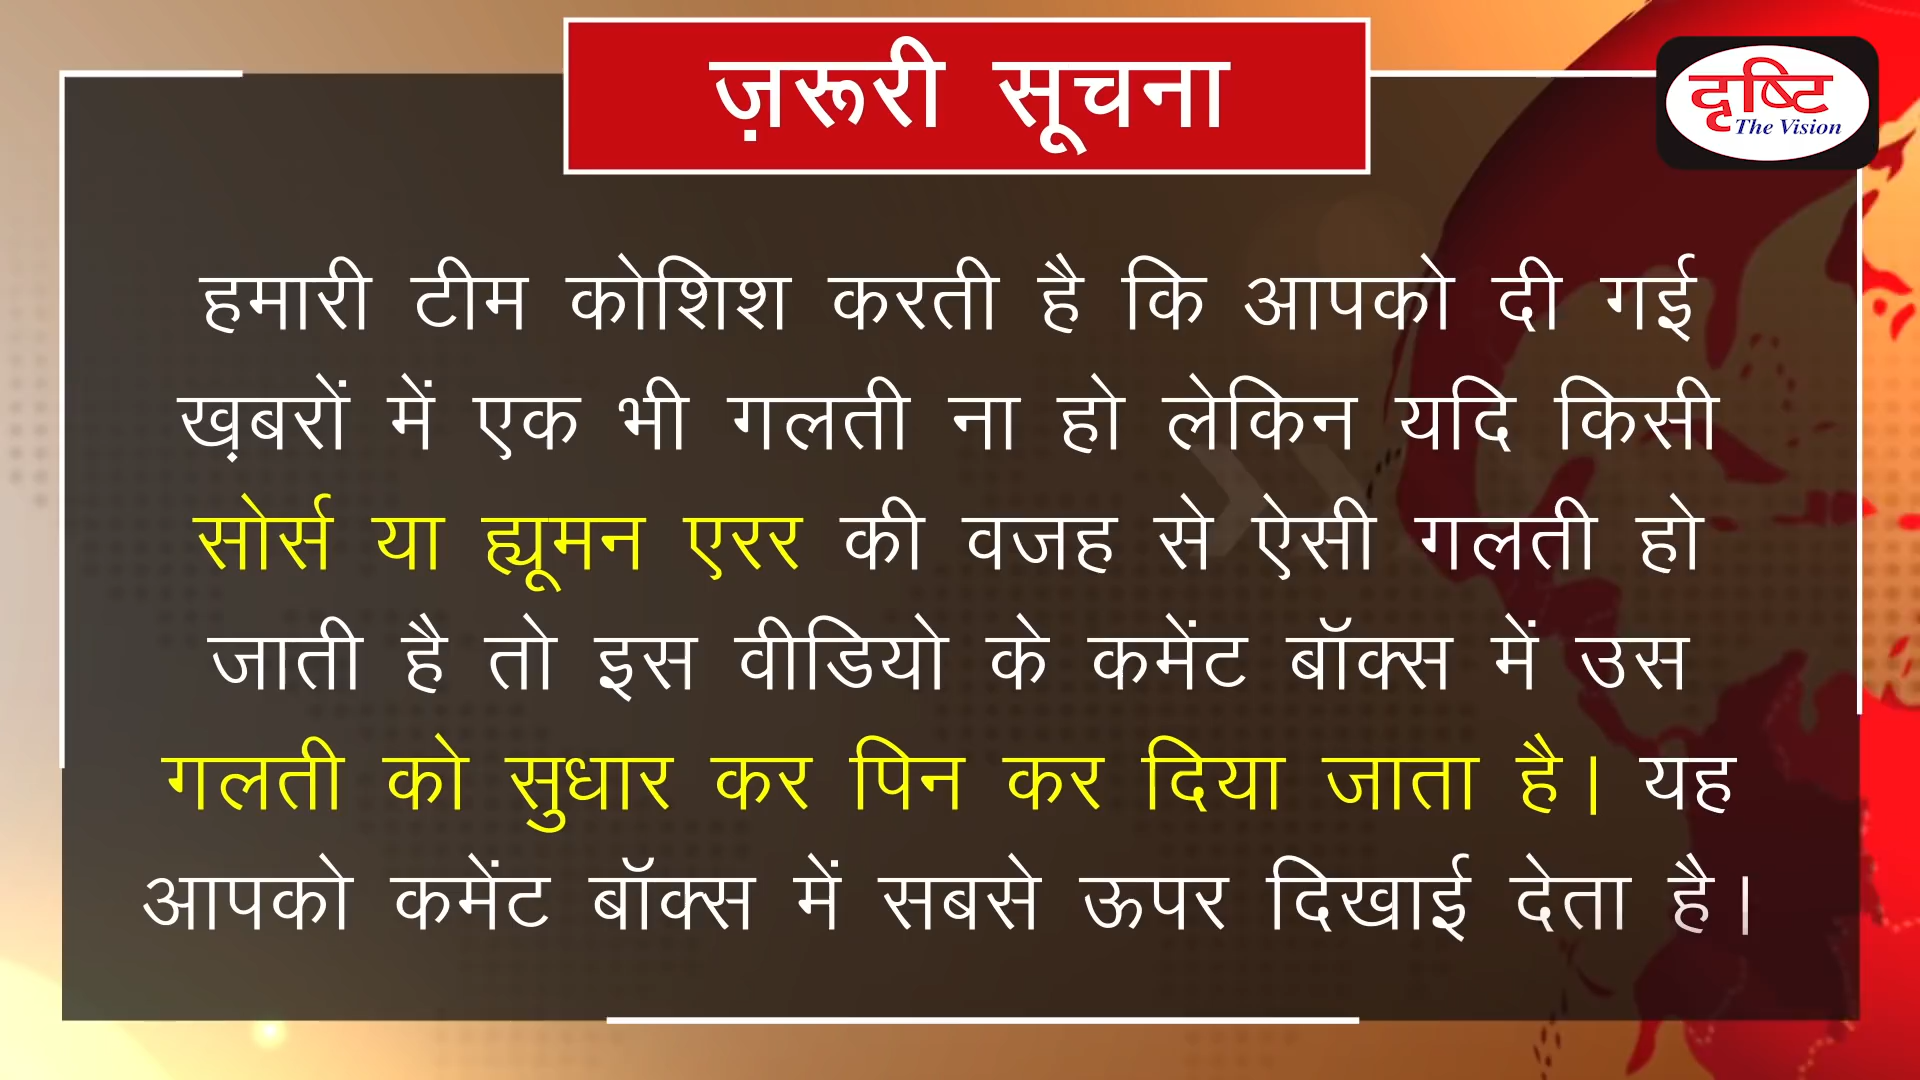 ज़रूरी सूचना
दृष्टि
The Vision
हमारी टीम कोशिश करती है कि आपको दी गई
ख़बरों में एक भी गलती ना हो लेकिन यदि किसी
सोर्स या ह्यूमन एरर की वजह से ऐसी गलती हो
जाती है तो इस वीडियो के कमेंट बॉक्स में उस
गलती को सुधार कर पिन कर दिया जाता है। यह
आपको कमेंट बॉक्स में सबसे ऊपर दिखाई देता है।